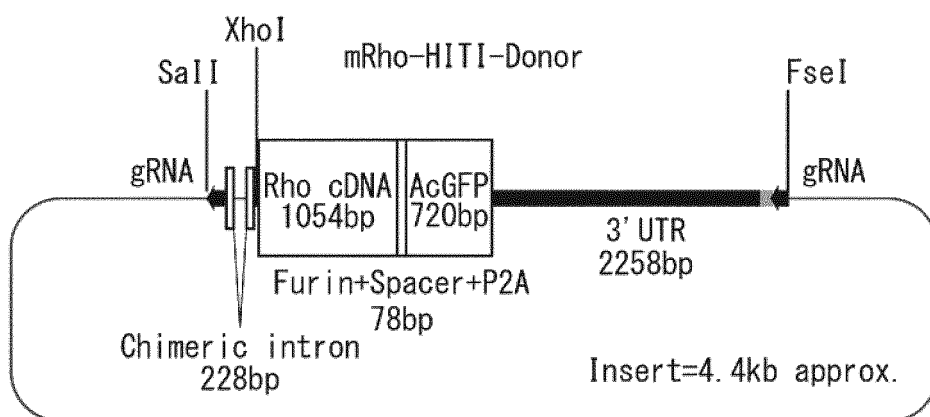 XhoI
mRho-HITI-Donor
SalI
FseI
gRNA
gRNA
Rho cDNA
1054bp
AcGFP
720bp
3'UTR
2258bp
Furin+Spacer+P2A
78bp
Chimeric intron
228bp
Insert=4.4kb approx.